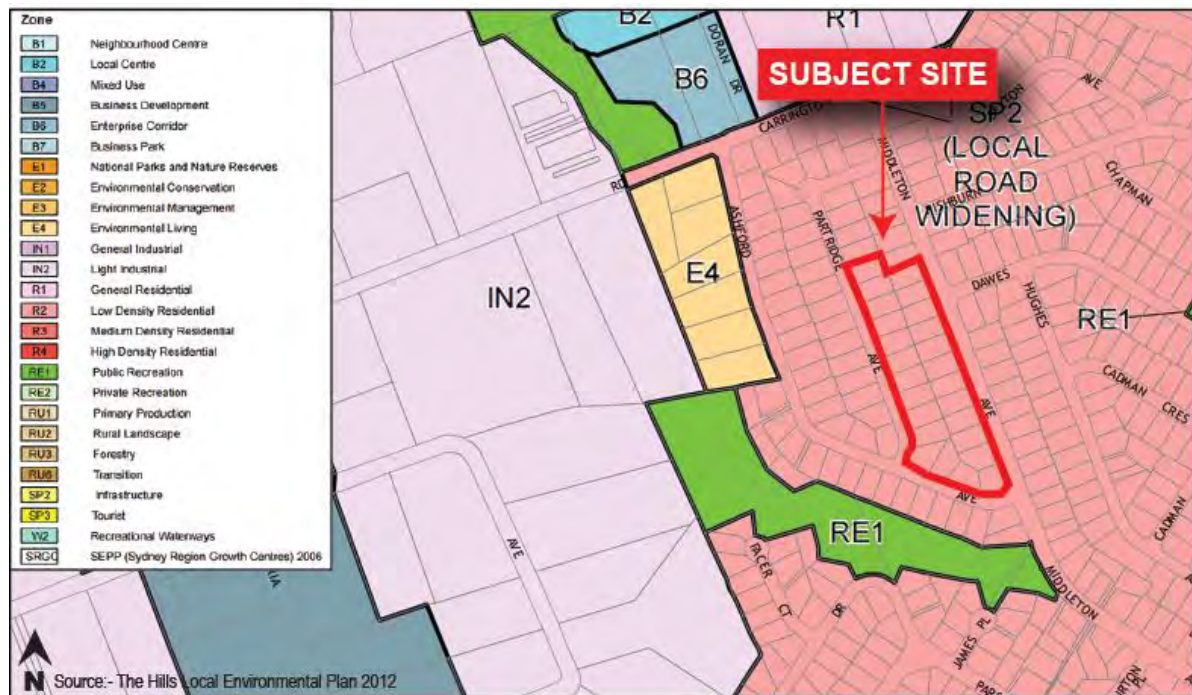 Zone
B1 Neighbourhood Centre
B2 Local Centre
B4 Mixed Use
B5 Business Development
B6 Enterprise Corridor
B7 Business Park
E1 National Parks and Nature Reserves
E2 Environmental Conservation
E3 Environmental Management
E4 Environmental Living
IN1 General Industrial
IN2 Light Industrial
R1 General Residential
R2 Low Density Residential
R3 Medium Density Residential
R4 High Density Residential
RE1 Public Recreation
RE2 Private Recreation
RU1 Primary Production
RU2 Rural Landscape
RU3 Forestry
RU6 Transition
SP2 Infrastructure
SP3 Tourist
W2 Recreational Waterways
SEPP (Sydney Region Growth Centres) 2006
N Source:- The Hills Local Environmental Plan 2012
B2
R1
DORAN DR
B6
SUBJECT SITE
AVE
CARRINGTON
RD
SP2
(LOCAL
ROAD
WIDENING)
MIDDLETON
CHAPMAN
PARTRIDGE
ASHFORD
E4
IN2
DAWES
HUGHES
RE1
AVE
AVE
CADMAN
CRES
AVE
CADMAN
AVE
RE1
CT
DR
JAMES PL
MIDDLETON
PL